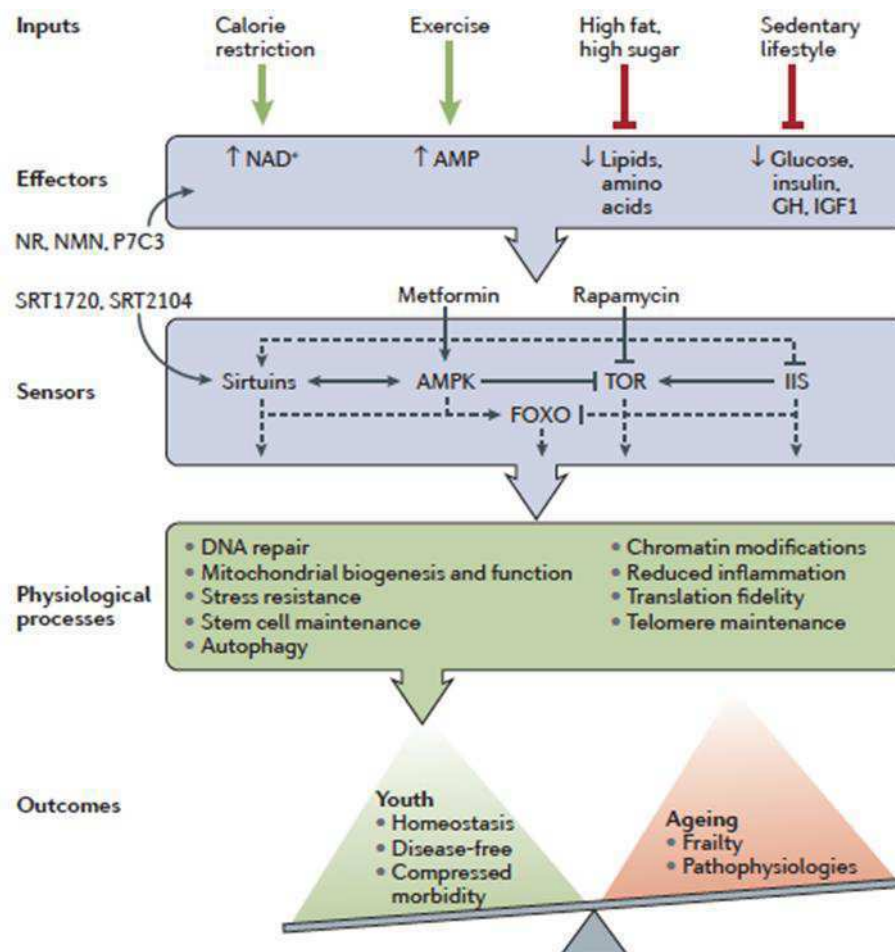 Inputs
Calorie
restriction
Exercise
High fat,
high sugar
Sedentary
lifestyle
Effectors
↑ NAD⁺
↑ AMP
↓ Lipids,
amino
acids
↓ Glucose,
insulin,
GH, IGF1
NR, NMN, P7C3
SRT1720, SRT2104
Metformin
Rapamycin
Sensors
Sirtuins
AMPK
TOR
IIS
FOXO
Physiological
processes
• DNA repair
• Mitochondrial biogenesis and function
• Stress resistance
• Stem cell maintenance
• Autophagy
• Chromatin modifications
• Reduced inflammation
• Translation fidelity
• Telomere maintenance
Outcomes
Youth
• Homeostasis
• Disease-free
• Compressed
morbidity
Ageing
• Frailty
• Pathophysiologies